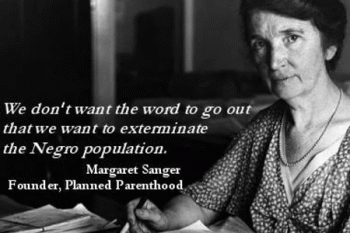 We don't want the word to go out
that we want to exterminate
the Negro population.
Margaret Sanger
Founder, Planned Parenthood